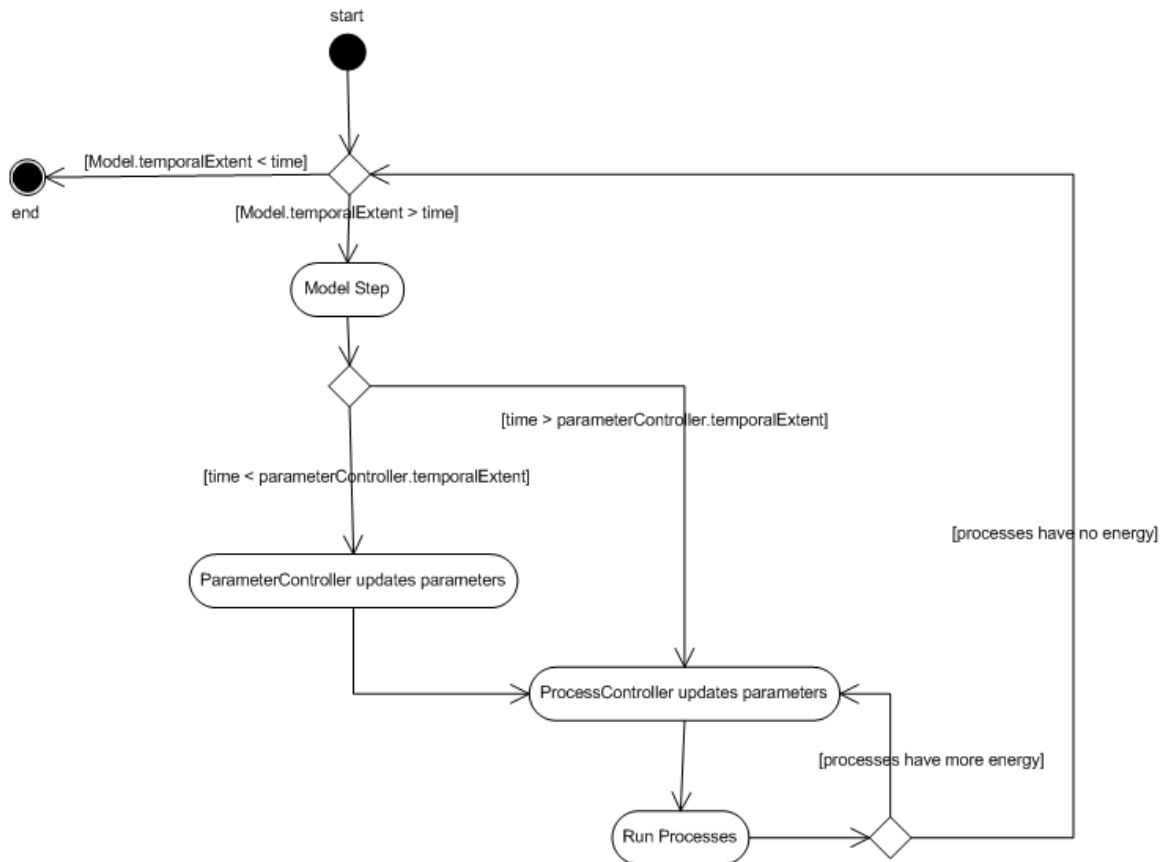 start
[Model.temporalExtent < time]
end
[Model.temporalExtent > time]
Model Step
[time > parameterController.temporalExtent]
[time < parameterController.temporalExtent]
[processes have no energy]
ParameterController updates parameters
ProcessController updates parameters
[processes have more energy]
Run Processes